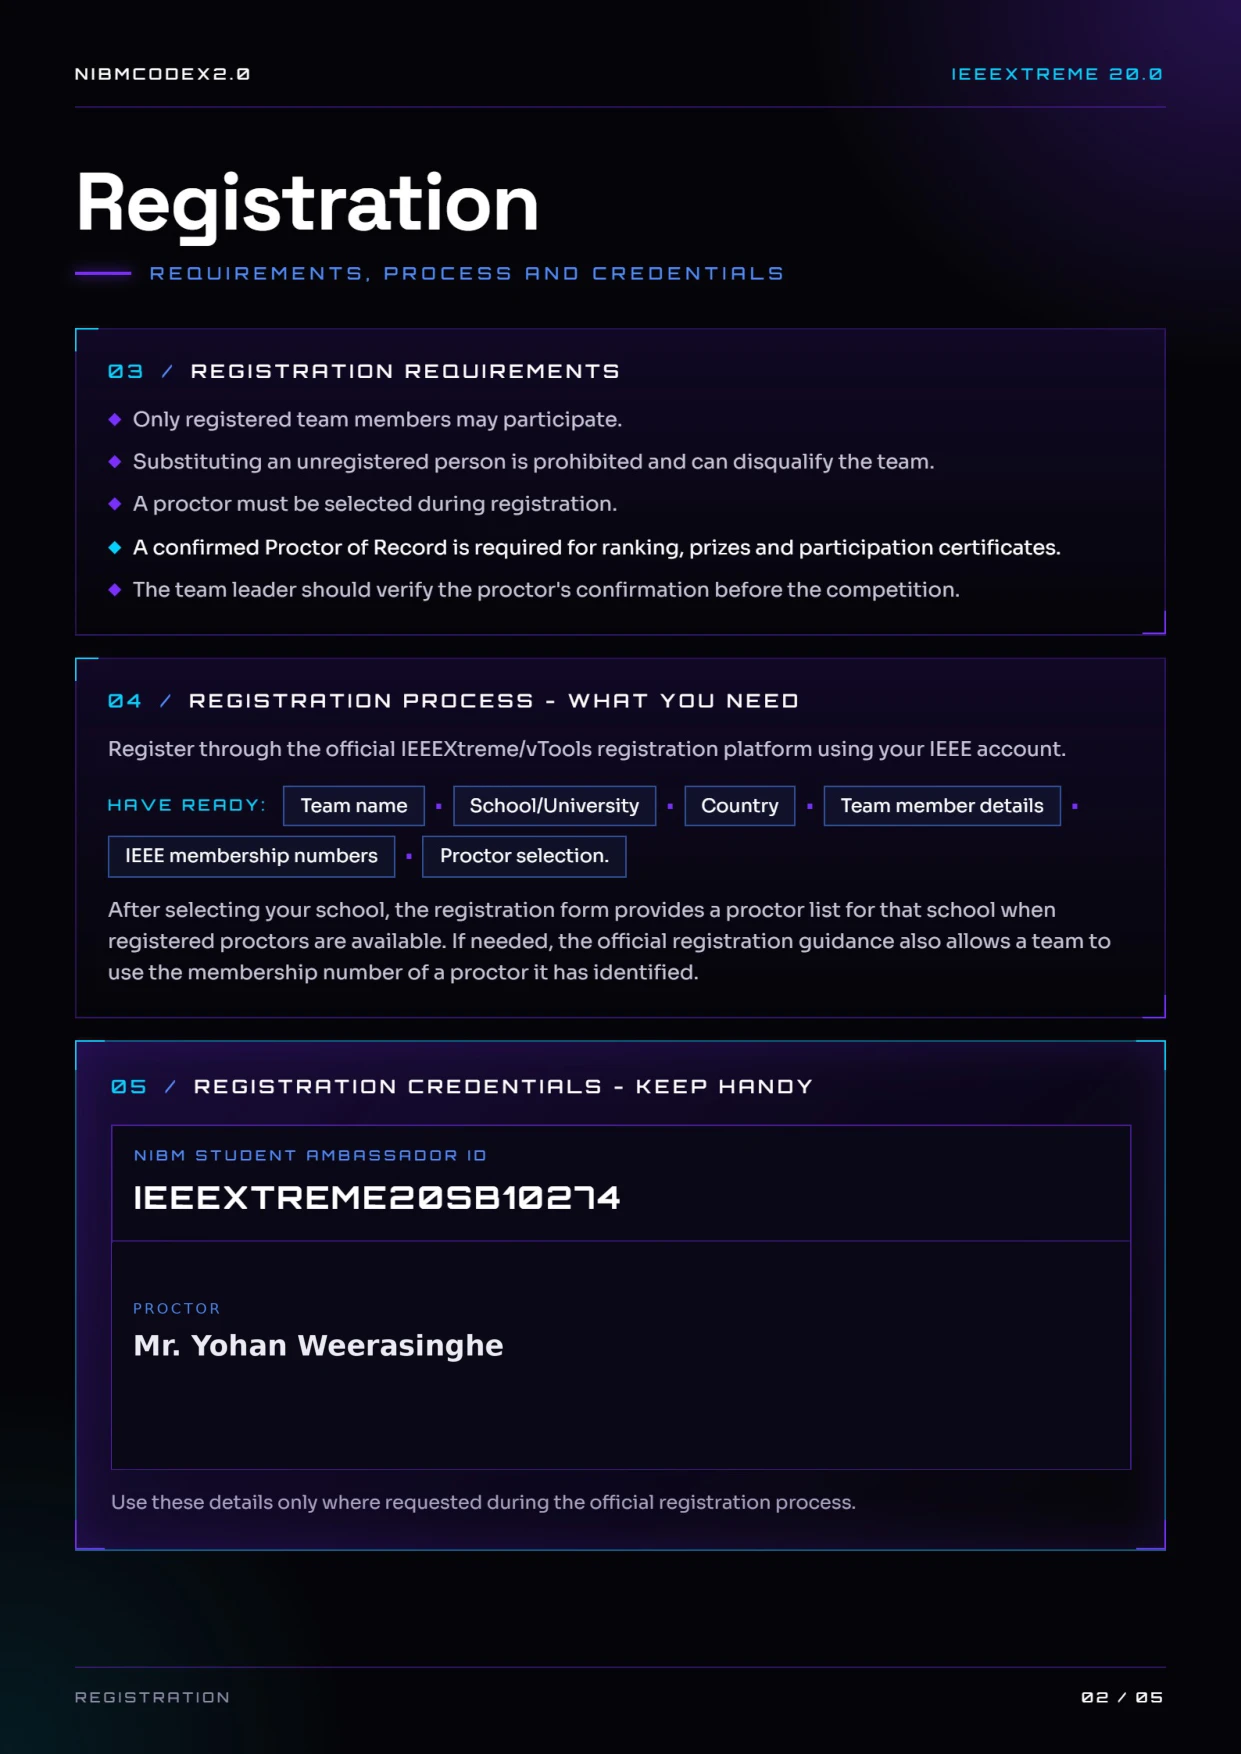 NIBMCODEX2.0
IEEEXTREME 20.0
Registration
REQUIREMENTS, PROCESS AND CREDENTIALS
03 / REGISTRATION REQUIREMENTS
Only registered team members may participate.
Substituting an unregistered person is prohibited and can disqualify the team.
A proctor must be selected during registration.
A confirmed Proctor of Record is required for ranking, prizes and participation certificates.
The team leader should verify the proctor's confirmation before the competition.
04 / REGISTRATION PROCESS - WHAT YOU NEED
Register through the official IEEEXtreme/vTools registration platform using your IEEE account.
HAVE READY: Team name ▪ School/University ▪ Country ▪ Team member details ▪
IEEE membership numbers ▪ Proctor selection.
After selecting your school, the registration form provides a proctor list for that school when
registered proctors are available. If needed, the official registration guidance also allows a team to
use the membership number of a proctor it has identified.
05 / REGISTRATION CREDENTIALS - KEEP HANDY
NIBM STUDENT AMBASSADOR ID
IEEEXTREME20SB10274
PROCTOR
Mr. Yohan Weerasinghe
Use these details only where requested during the official registration process.
REGISTRATION
02 / 05